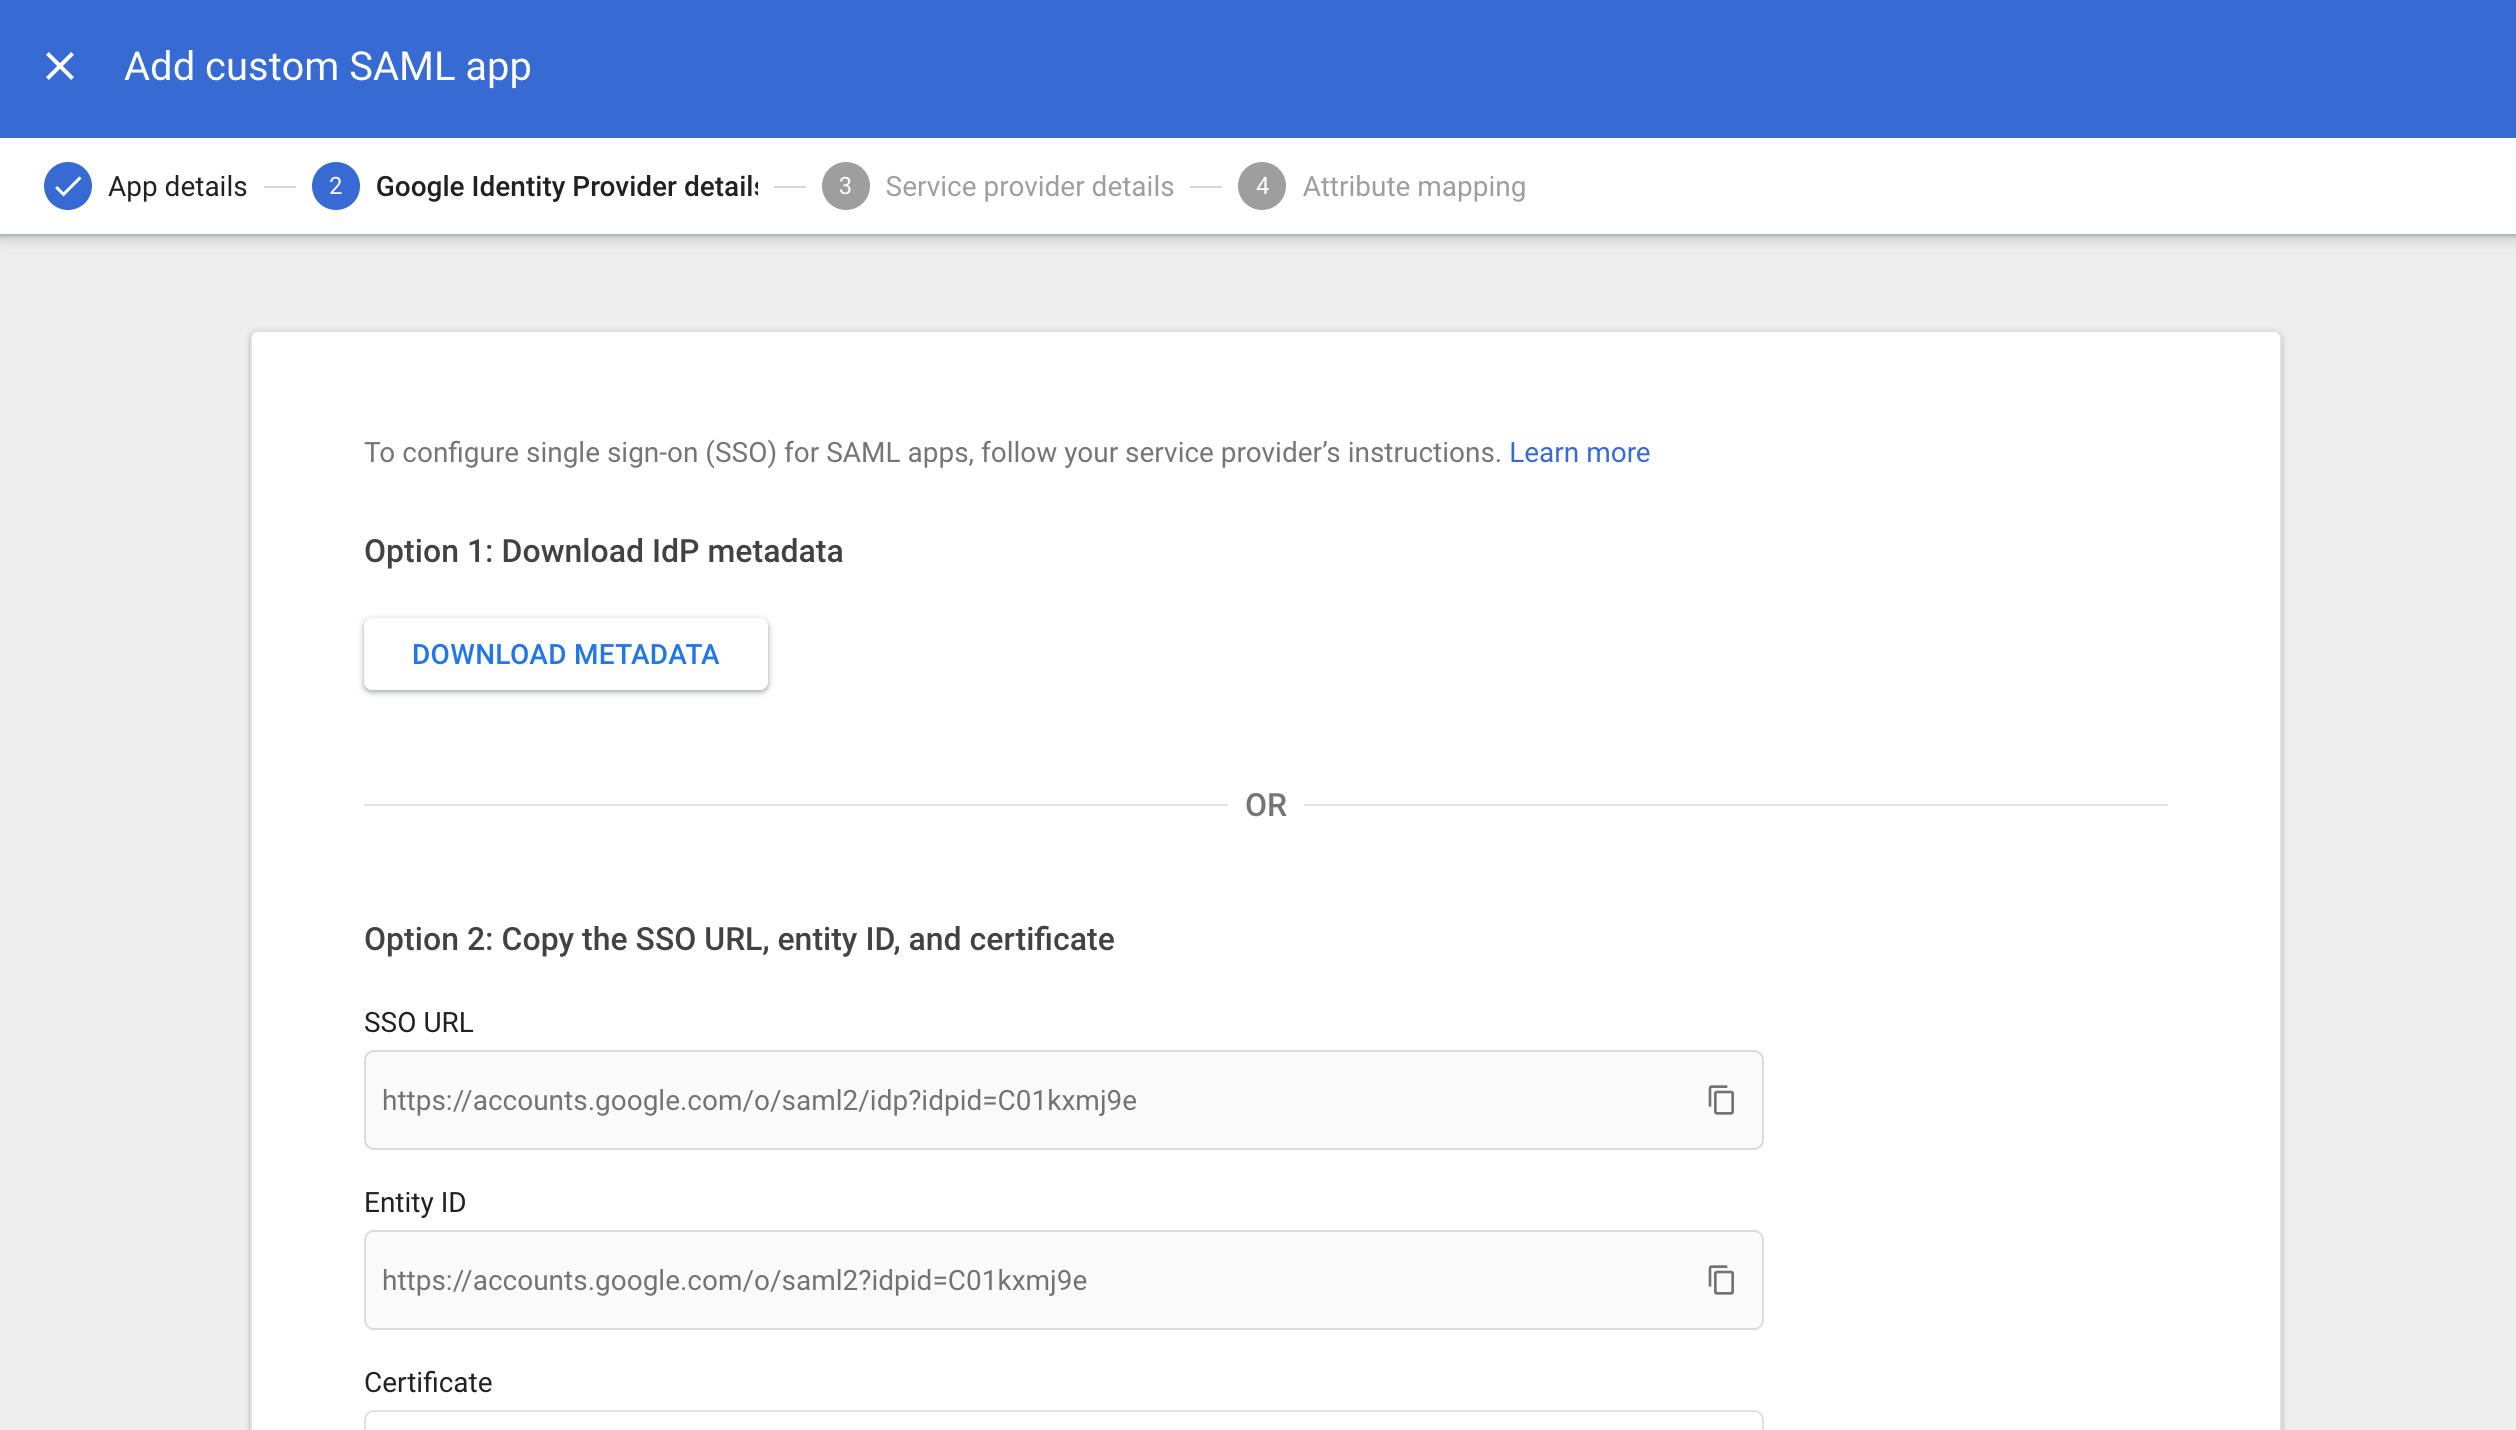 Add custom SAML app
App details
2 Google Identity Provider details
3 Service provider details
4 Attribute mapping
To configure single sign-on (SSO) for SAML apps, follow your service provider’s instructions. Learn more
Option 1: Download IdP metadata
DOWNLOAD METADATA
OR
Option 2: Copy the SSO URL, entity ID, and certificate
SSO URL
https://accounts.google.com/o/saml2/idp?idpid=C01kxmj9e
Entity ID
https://accounts.google.com/o/saml2?idpid=C01kxmj9e
Certificate